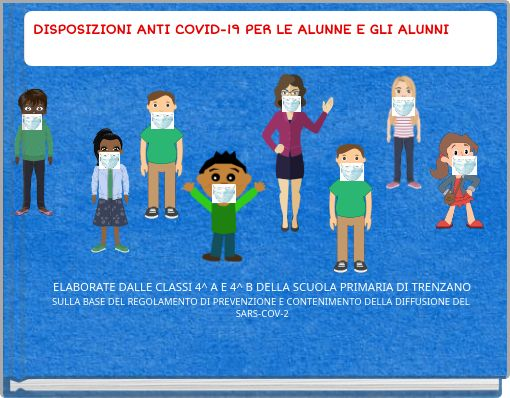 DISPOSIZIONI ANTI COVID-19 PER LE ALUNNE E GLI ALUNNI
ELABORATE DALLE CLASSI 4^ A E 4^ B DELLA SCUOLA PRIMARIA DI TRENZANO
SULLA BASE DEL REGOLAMENTO DI PREVENZIONE E CONTENIMENTO DELLA DIFFUSIONE DEL
SARS-COV-2